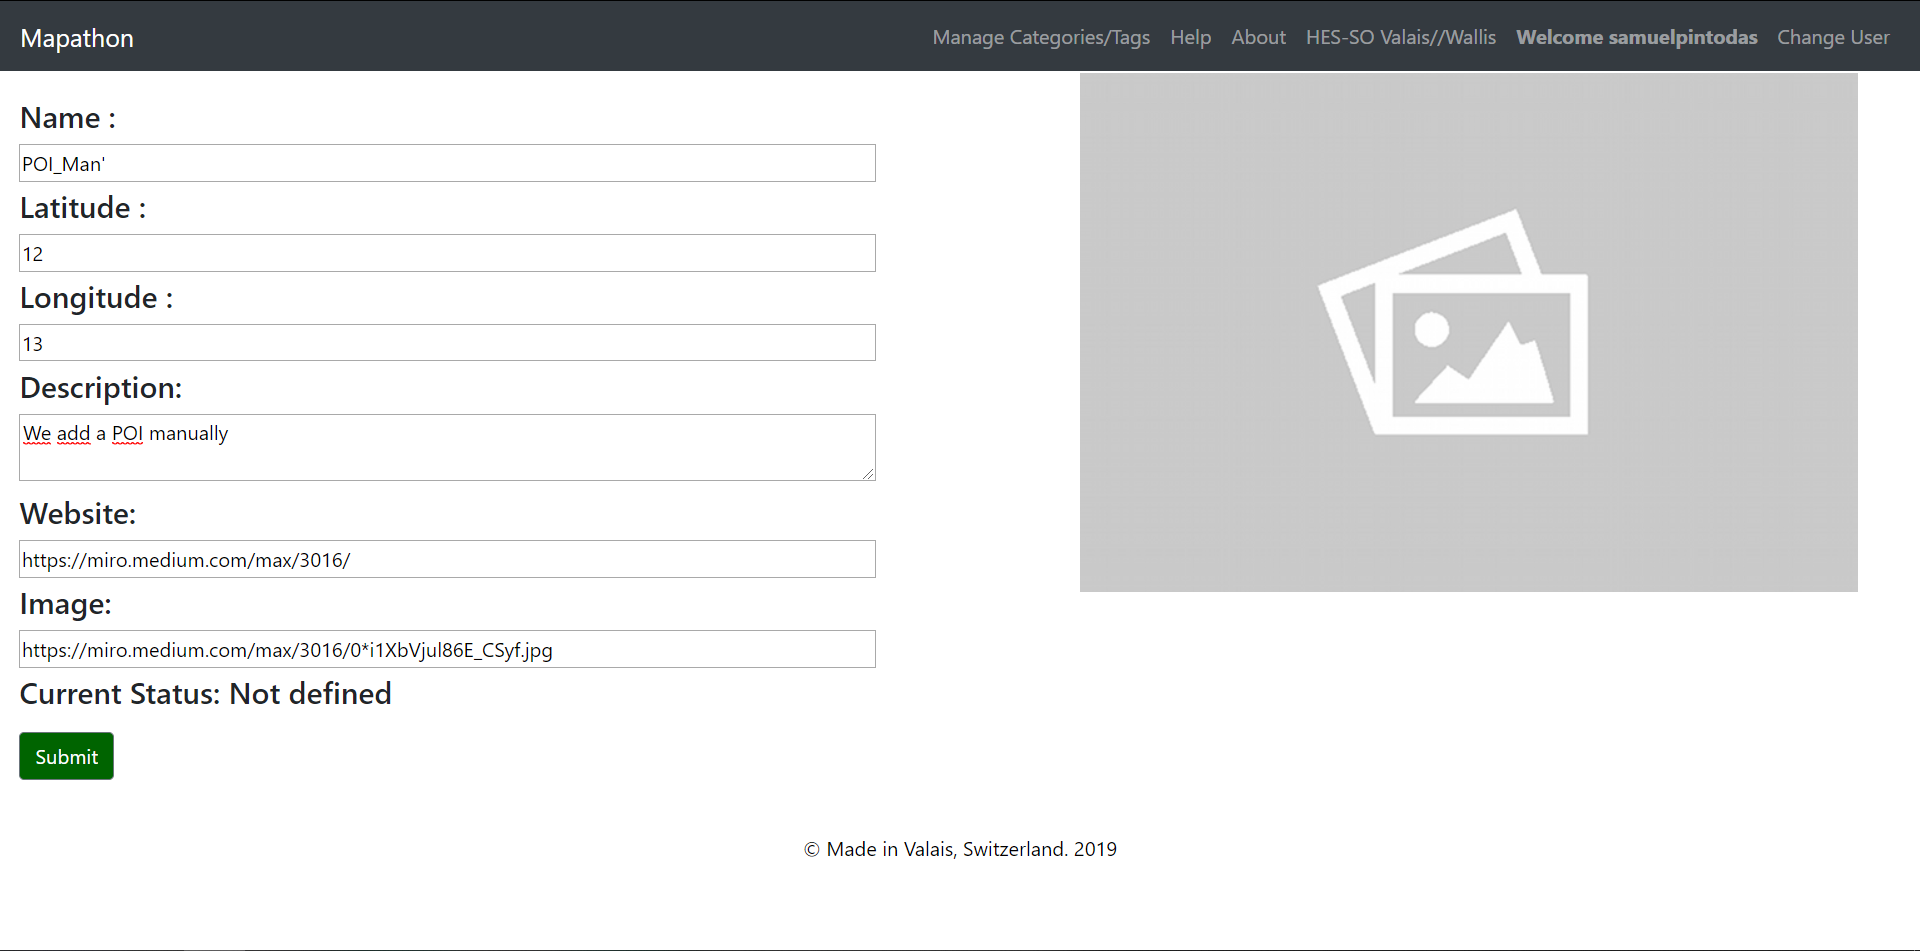 Mapathon
Manage Categories/Tags Help About HES-SO Valais//Wallis Welcome samuelpintodas Change User
Name :
POI_Man'
Latitude :
12
Longitude :
13
Description:
We add a POI manually
Website:
https://miro.medium.com/max/3016/
Image:
https://miro.medium.com/max/3016/0*i1XbVjul86E_CSyf.jpg
Current Status: Not defined
Submit
© Made in Valais, Switzerland. 2019